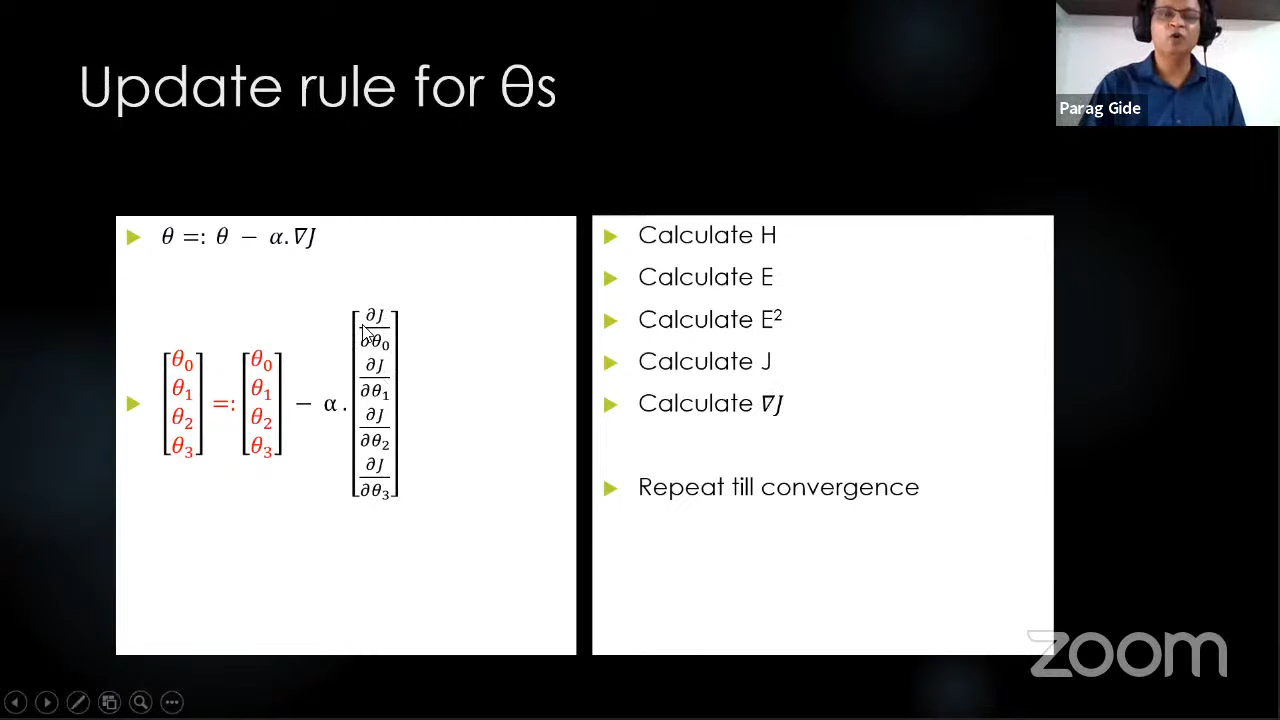 Update rule for θs
Parag Gide
θ =: θ − α.∇J
[θ₀ θ₁ θ₂ θ₃] =: [θ₀ θ₁ θ₂ θ₃] − α . [∂J/∂θ₀ ∂J/∂θ₁ ∂J/∂θ₂ ∂J/∂θ₃]
Calculate H
Calculate E
Calculate E²
Calculate J
Calculate ∇J
Repeat till convergence
zoom